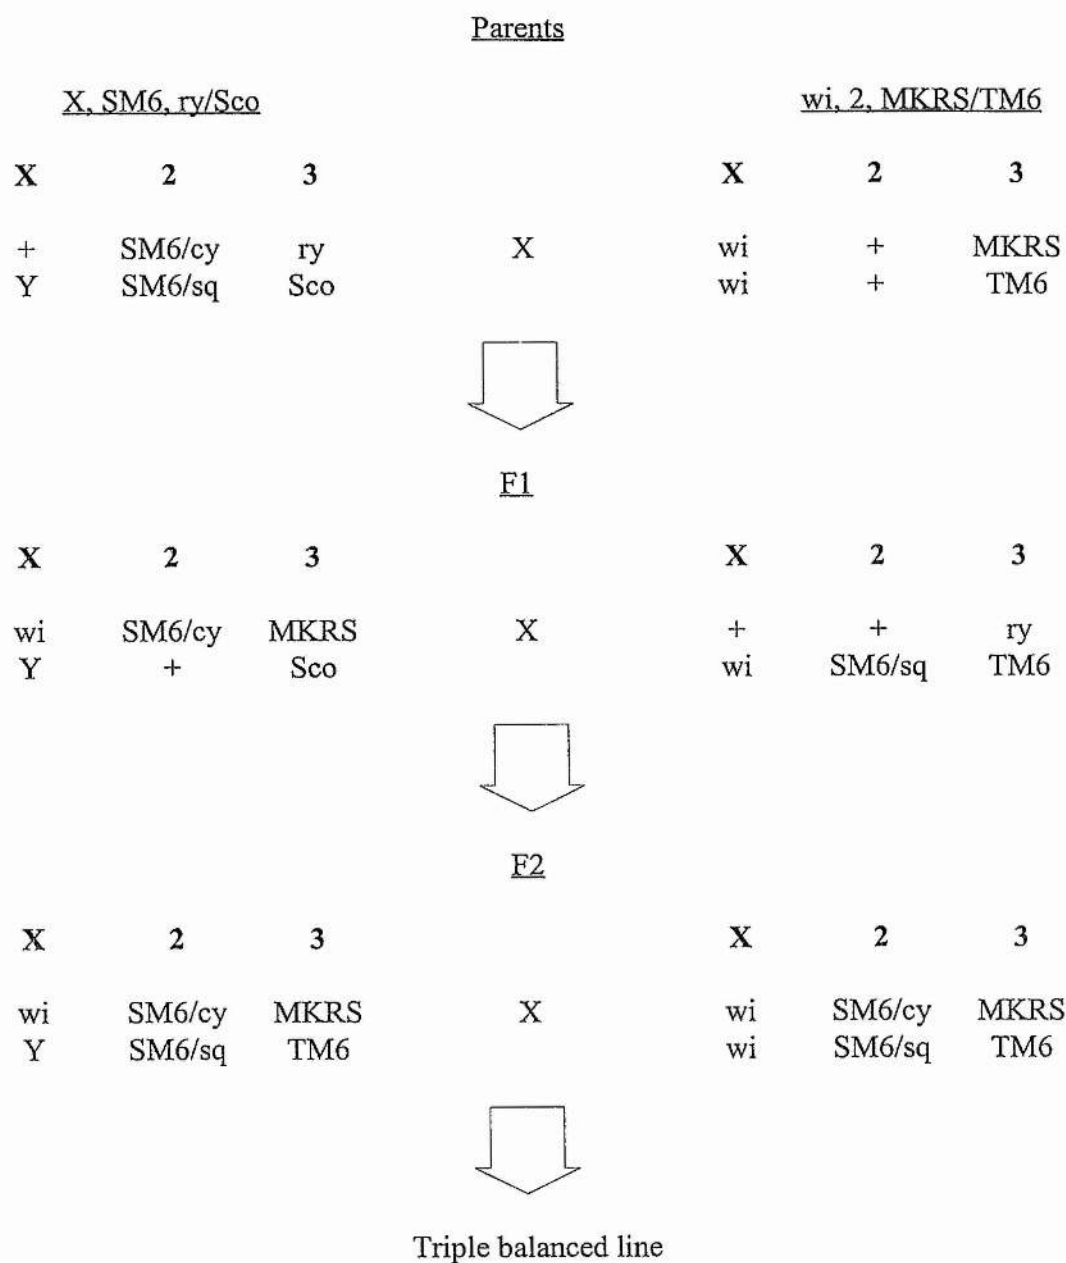 Parents
X, SM6, ry/Sco wi, 2, MKRS/TM6
X 2 3 X 2 3
+ SM6/cy ry X wi + MKRS
Y SM6/sq Sco wi + TM6
F1
X 2 3 X 2 3
wi SM6/cy MKRS X + + ry
Y + Sco wi SM6/sq TM6
F2
X 2 3 X 2 3
wi SM6/cy MKRS X wi SM6/cy MKRS
Y SM6/sq TM6 wi SM6/sq TM6
Triple balanced line